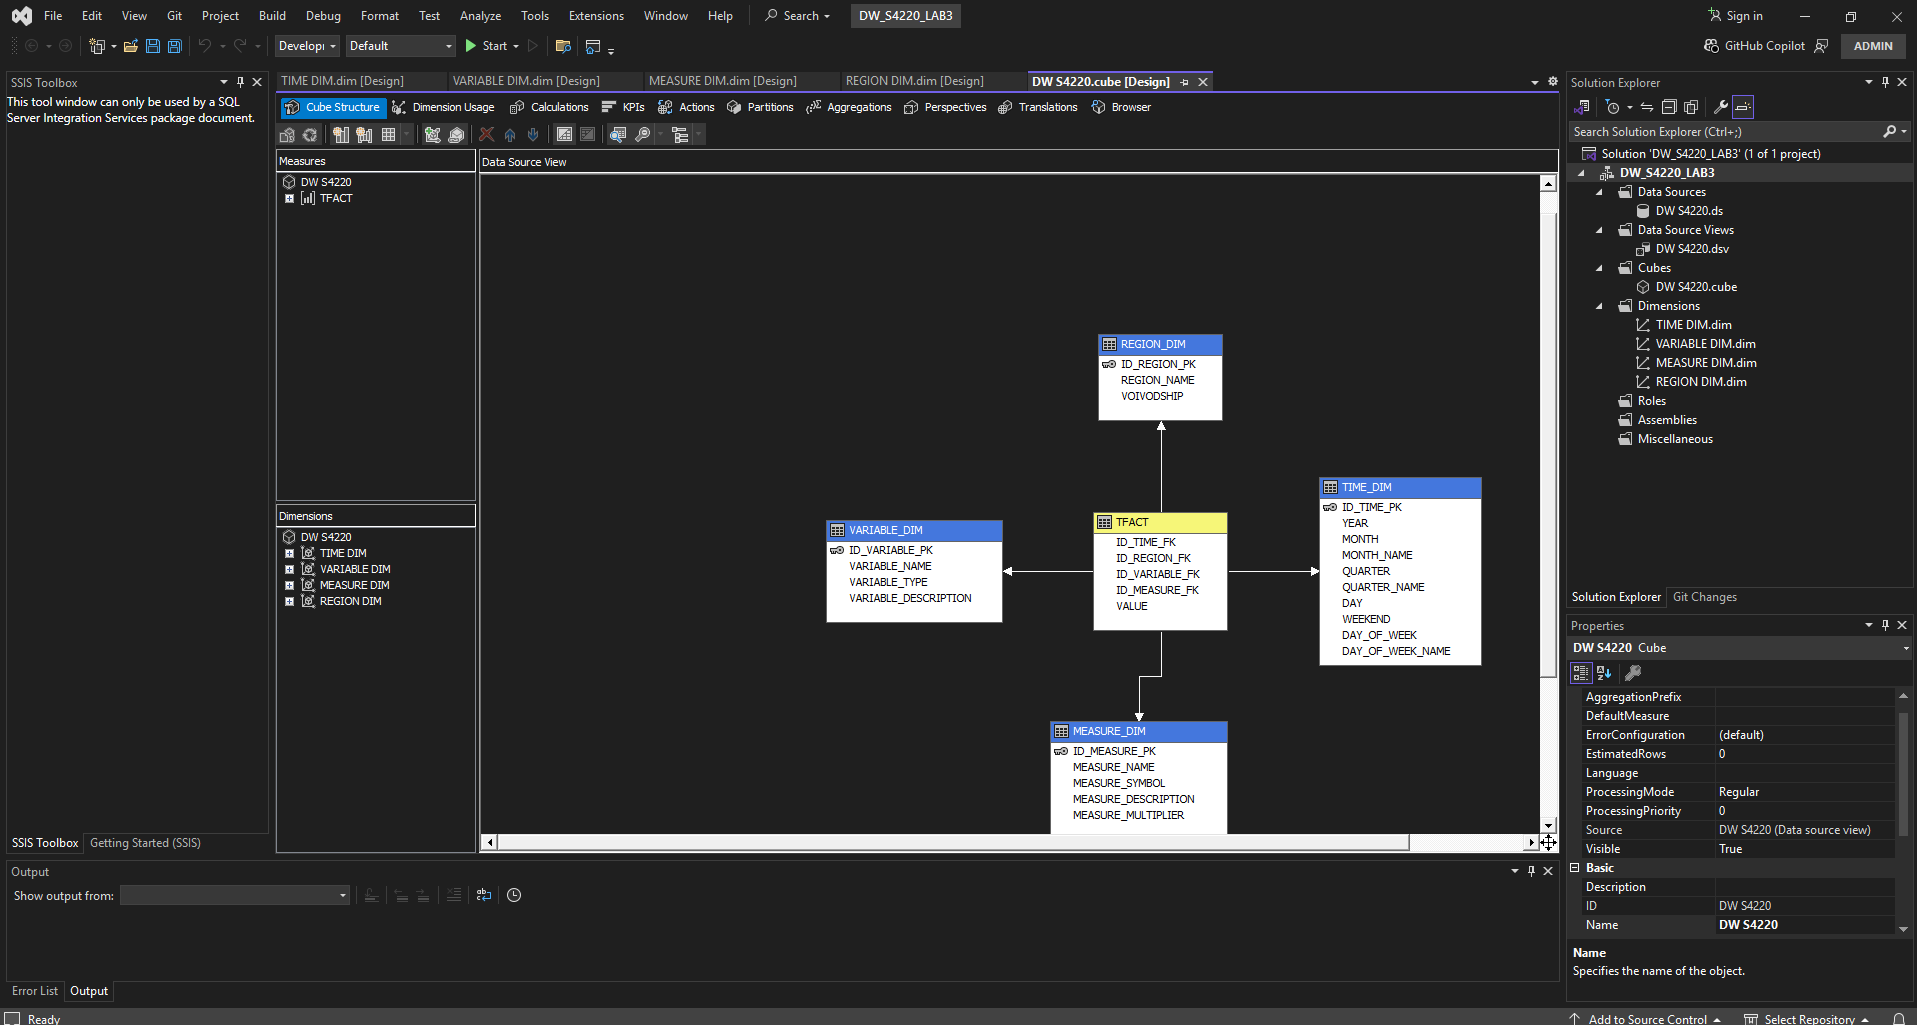 File Edit View Git Project Build Debug Format Test Analyze Tools Extensions Window Help Search DW_S4220_LAB3 Sign in
Develop Default Start GitHub Copilot ADMIN
SSIS Toolbox
This tool window can only be used by a SQL
Server Integration Services package document.
SSIS Toolbox Getting Started (SSIS)
TIME DIM.dim [Design] VARIABLE DIM.dim [Design] MEASURE DIM.dim [Design] REGION DIM.dim [Design] DW S4220.cube [Design]
Cube Structure Dimension Usage Calculations KPIs Actions Partitions Aggregations Perspectives Translations Browser
Measures
DW S4220
TFACT
Dimensions
DW S4220
TIME DIM
VARIABLE DIM
MEASURE DIM
REGION DIM
Data Source View
REGION_DIM
ID_REGION_PK
REGION_NAME
VOIVODSHIP
VARIABLE_DIM
ID_VARIABLE_PK
VARIABLE_NAME
VARIABLE_TYPE
VARIABLE_DESCRIPTION
TFACT
ID_TIME_FK
ID_REGION_FK
ID_VARIABLE_FK
ID_MEASURE_FK
VALUE
TIME_DIM
ID_TIME_PK
YEAR
MONTH
MONTH_NAME
QUARTER
QUARTER_NAME
DAY
WEEKEND
DAY_OF_WEEK
DAY_OF_WEEK_NAME
MEASURE_DIM
ID_MEASURE_PK
MEASURE_NAME
MEASURE_SYMBOL
MEASURE_DESCRIPTION
MEASURE_MULTIPLIER
Solution Explorer
Search Solution Explorer (Ctrl+;)
Solution 'DW_S4220_LAB3' (1 of 1 project)
DW_S4220_LAB3
Data Sources
DW S4220.ds
Data Source Views
DW S4220.dsv
Cubes
DW S4220.cube
Dimensions
TIME DIM.dim
VARIABLE DIM.dim
MEASURE DIM.dim
REGION DIM.dim
Roles
Assemblies
Miscellaneous
Solution Explorer Git Changes
Properties
DW S4220 Cube
AggregationPrefix
DefaultMeasure
ErrorConfiguration (default)
EstimatedRows 0
Language
ProcessingMode Regular
ProcessingPriority 0
Source DW S4220 (Data source view)
Visible True
Basic
Description
ID DW S4220
Name DW S4220
Name
Specifies the name of the object.
Output
Show output from:
Error List Output
Ready Add to Source Control Select Repository